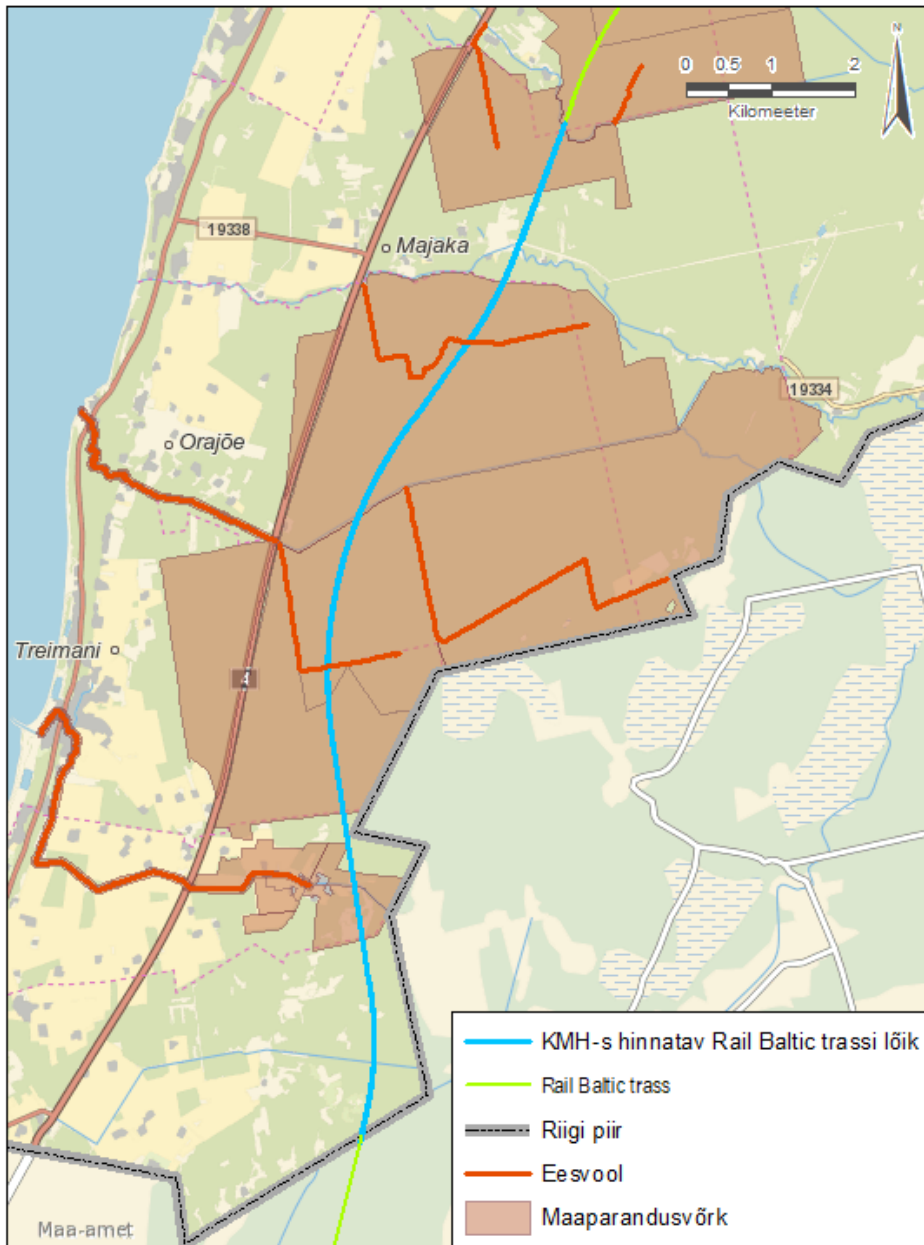 N
0 0.5 1 2
Kilomeeter
19338
Majaka
19334
Orajõe
Treimani
4
KMH-s hinnatav Rail Baltic trassi lõik
Rail Baltic trass
Riigi piir
Eesvool
Maaparandusvõrk
Maa-amet